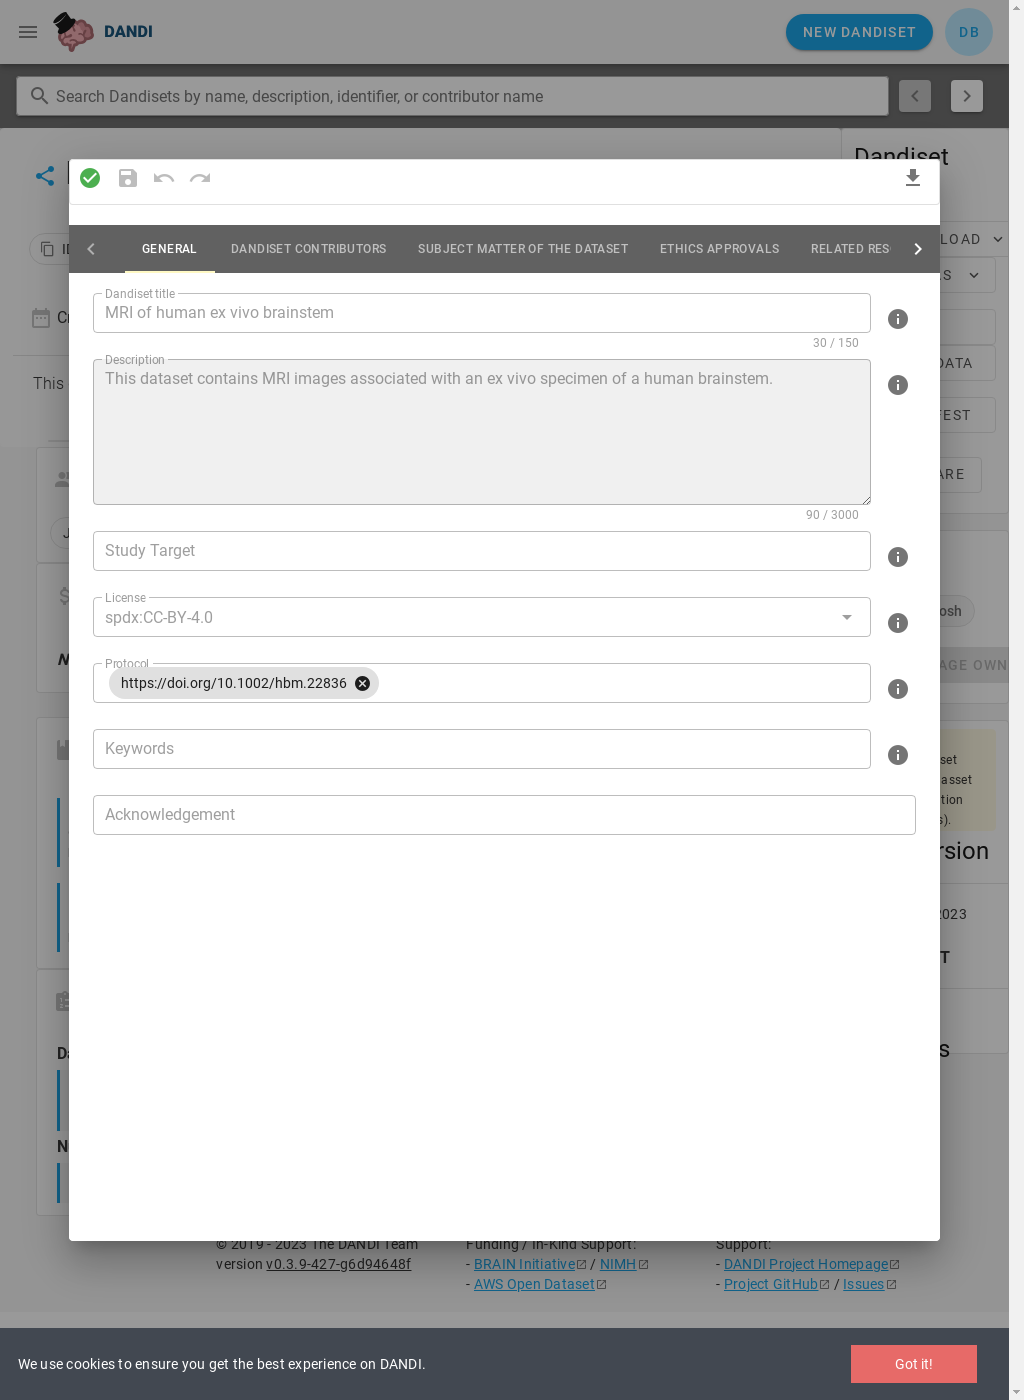 DANDI
NEW DANDISET
DB
Search Dandisets by name, description, identifier, or contributor name
Dandiset
GENERAL
DANDISET CONTRIBUTORS
SUBJECT MATTER OF THE DATASET
ETHICS APPROVALS
RELATED RES
Dandiset title
MRI of human ex vivo brainstem
30 / 150
Description
This dataset contains MRI images associated with an ex vivo specimen of a human brainstem.
90 / 3000
This
Study Target
License
spdx:CC-BY-4.0
Protocol
https://doi.org/10.1002/hbm.22836
Keywords
Acknowledgement
LOAD
DATA
ARE
osh
AGE OWN
set
asset
tion
s).
rsion
2023
© 2019 - 2023 The DANDI Team
version v0.3.9-427-g6d94648f
Funding / In-Kind Support:
- BRAIN Initiative / NIMH
- AWS Open Dataset
Support:
- DANDI Project Homepage
- Project GitHub / Issues
We use cookies to ensure you get the best experience on DANDI.
Got it!